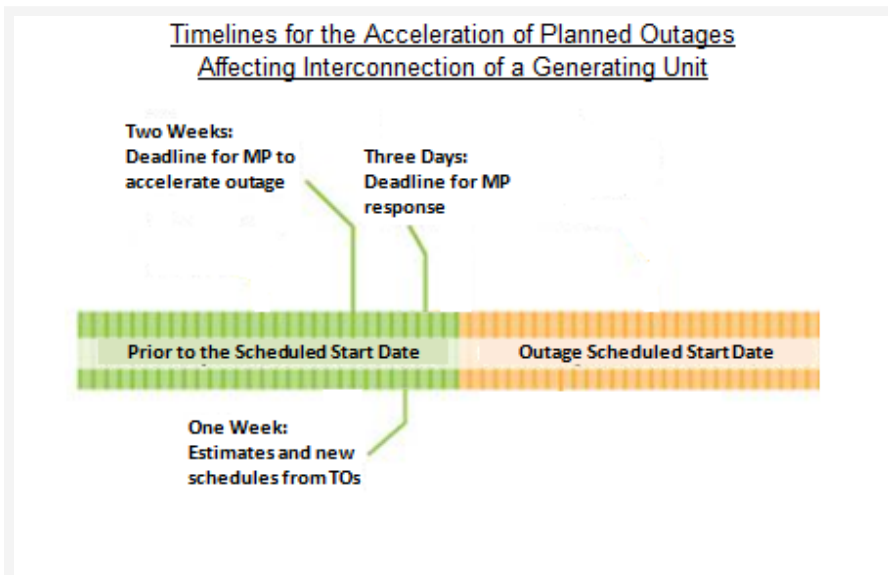 Timelines for the Acceleration of Planned Outages
Affecting Interconnection of a Generating Unit
Two Weeks:
Deadline for MP to
accelerate outage
Three Days:
Deadline for MP
response
Prior to the Scheduled Start Date
Outage Scheduled Start Date
One Week:
Estimates and new
schedules from TOs